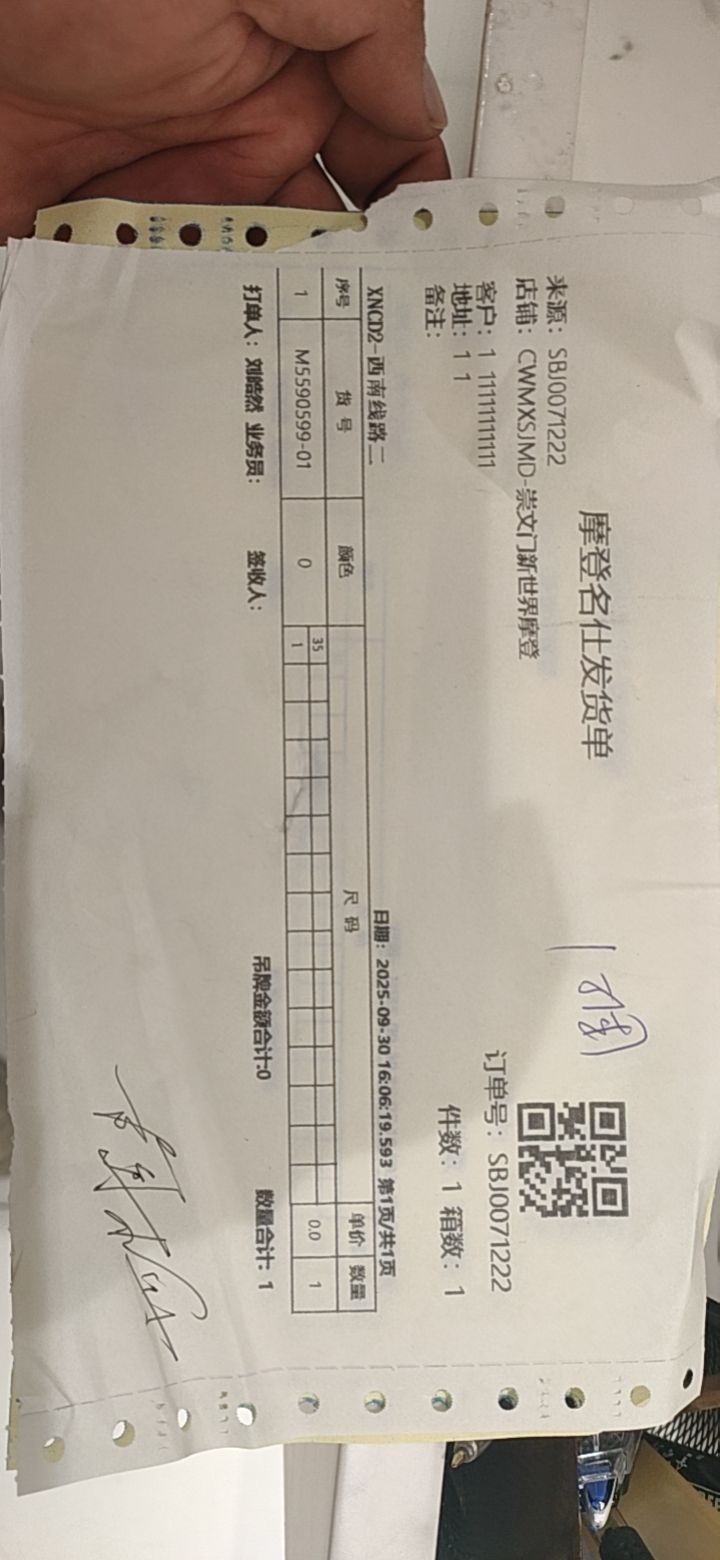 摩登名仕发货单
来源：SBJ0071222
店铺：CWMXSJMD-崇文门新世界摩登
订单号：SBJ0071222
客户：1 11111111111
地址：1 1
件数：1 箱数：1
备注：
XNCD2-西南线路二
日期：2025-09-30 16:06:19.593 第1页/共1页
序号 货号 颜色 尺码 单价 数量
35
1 M5590599-01 0 1 0.0 1
打单人：刘皓然 业务员： 签收人： 吊牌金额合计:0 数量合计: 1